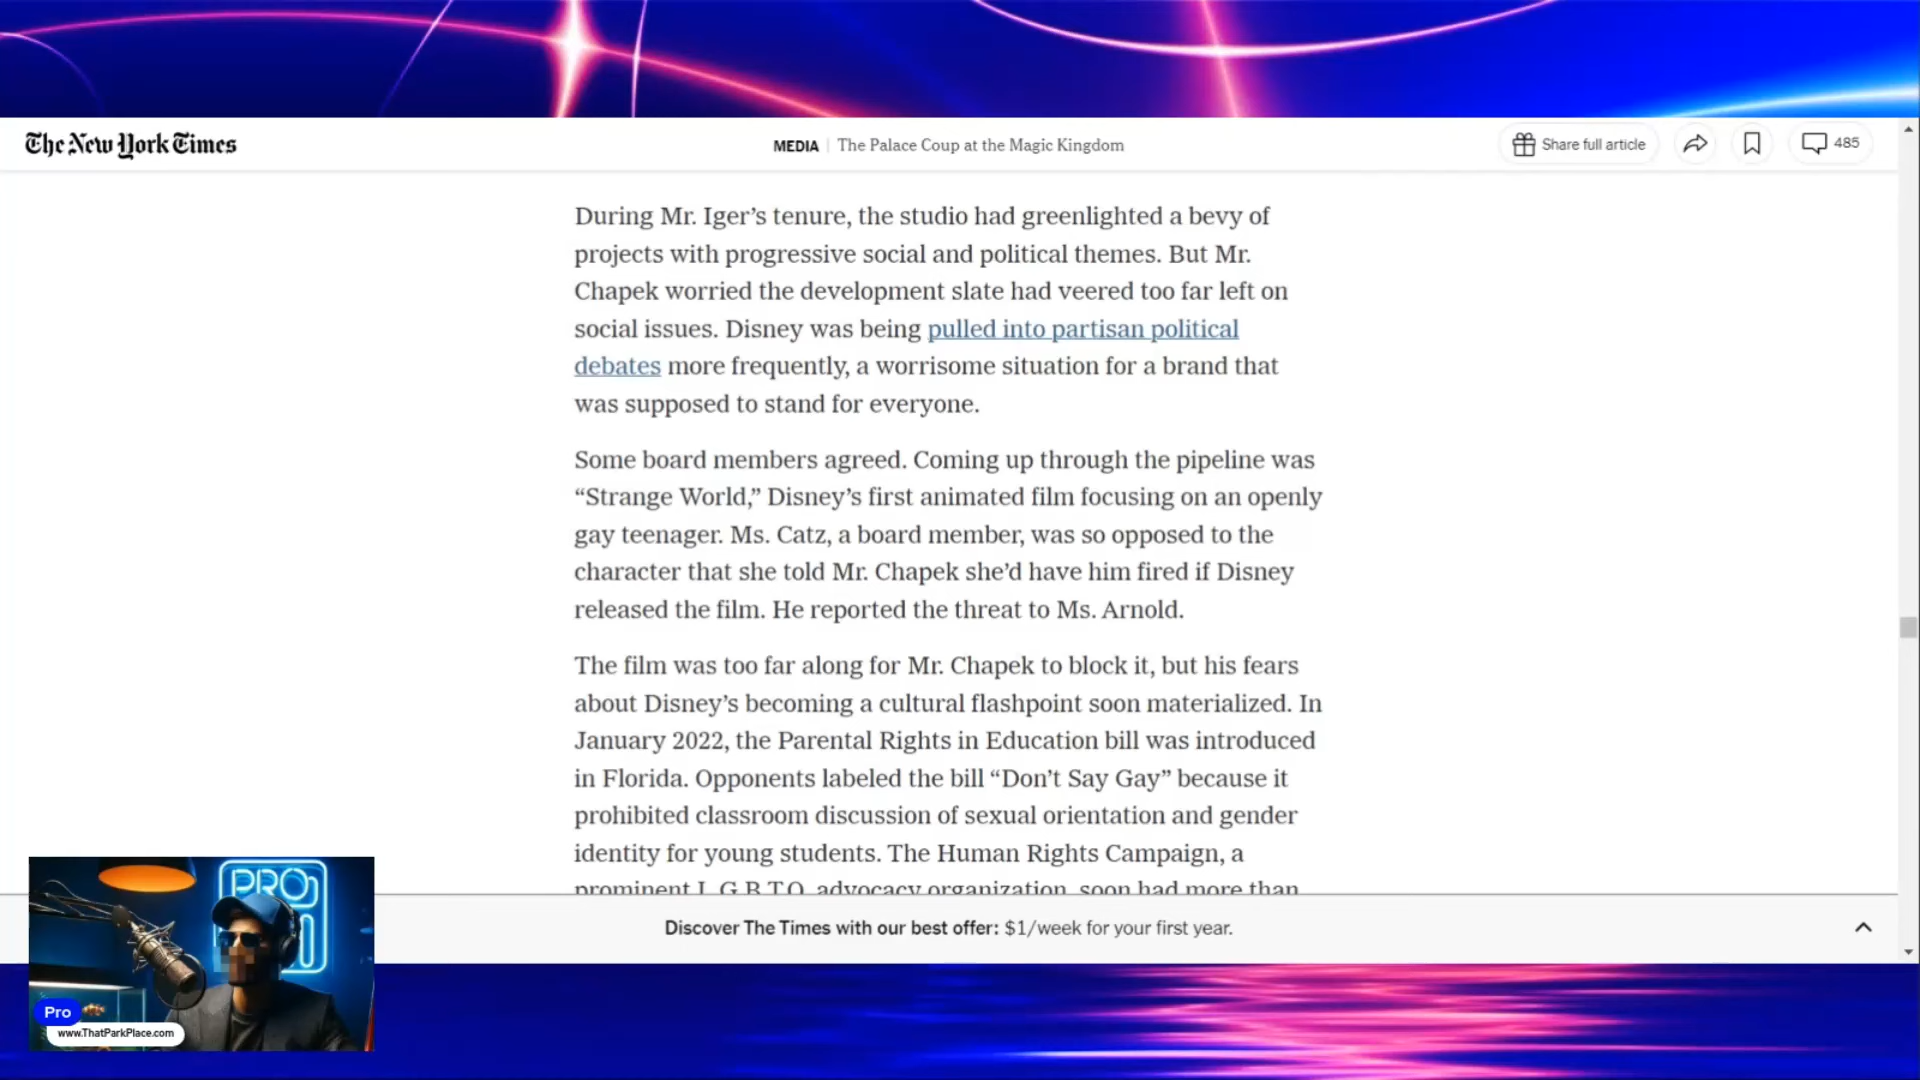 The New York Times
MEDIA | The Palace Coup at the Magic Kingdom
Share full article
485
During Mr. Iger’s tenure, the studio had greenlighted a bevy of
projects with progressive social and political themes. But Mr.
Chapek worried the development slate had veered too far left on
social issues. Disney was being pulled into partisan political
debates more frequently, a worrisome situation for a brand that
was supposed to stand for everyone.
Some board members agreed. Coming up through the pipeline was
“Strange World,” Disney’s first animated film focusing on an openly
gay teenager. Ms. Catz, a board member, was so opposed to the
character that she told Mr. Chapek she’d have him fired if Disney
released the film. He reported the threat to Ms. Arnold.
The film was too far along for Mr. Chapek to block it, but his fears
about Disney’s becoming a cultural flashpoint soon materialized. In
January 2022, the Parental Rights in Education bill was introduced
in Florida. Opponents labeled the bill “Don’t Say Gay” because it
prohibited classroom discussion of sexual orientation and gender
identity for young students. The Human Rights Campaign, a
prominent L.G.B.T.Q. advocacy organization, soon had more than
Discover The Times with our best offer: $1/week for your first year.
PRO
Pro
www.ThatParkPlace.com